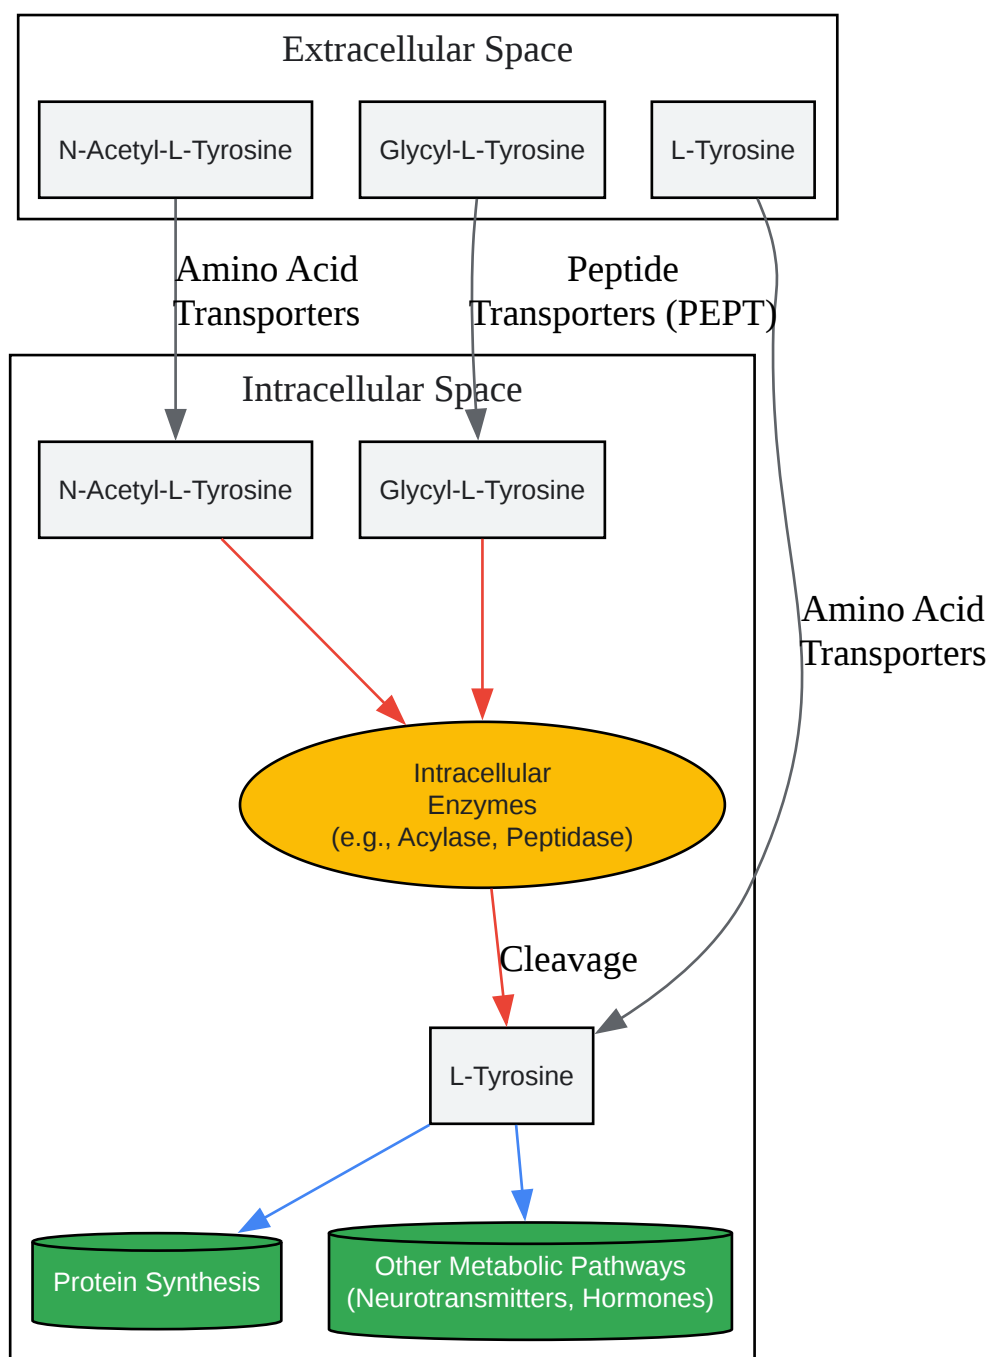 Extracellular Space
N-Acetyl-L-Tyrosine
Glycyl-L-Tyrosine
L-Tyrosine
Amino Acid
Transporters
Peptide
Transporters (PEPT)
Intracellular Space
N-Acetyl-L-Tyrosine
Glycyl-L-Tyrosine
Amino Acid
Transporters
Intracellular
Enzymes
(e.g., Acylase, Peptidase)
Cleavage
L-Tyrosine
Protein Synthesis
Other Metabolic Pathways
(Neurotransmitters, Hormones)